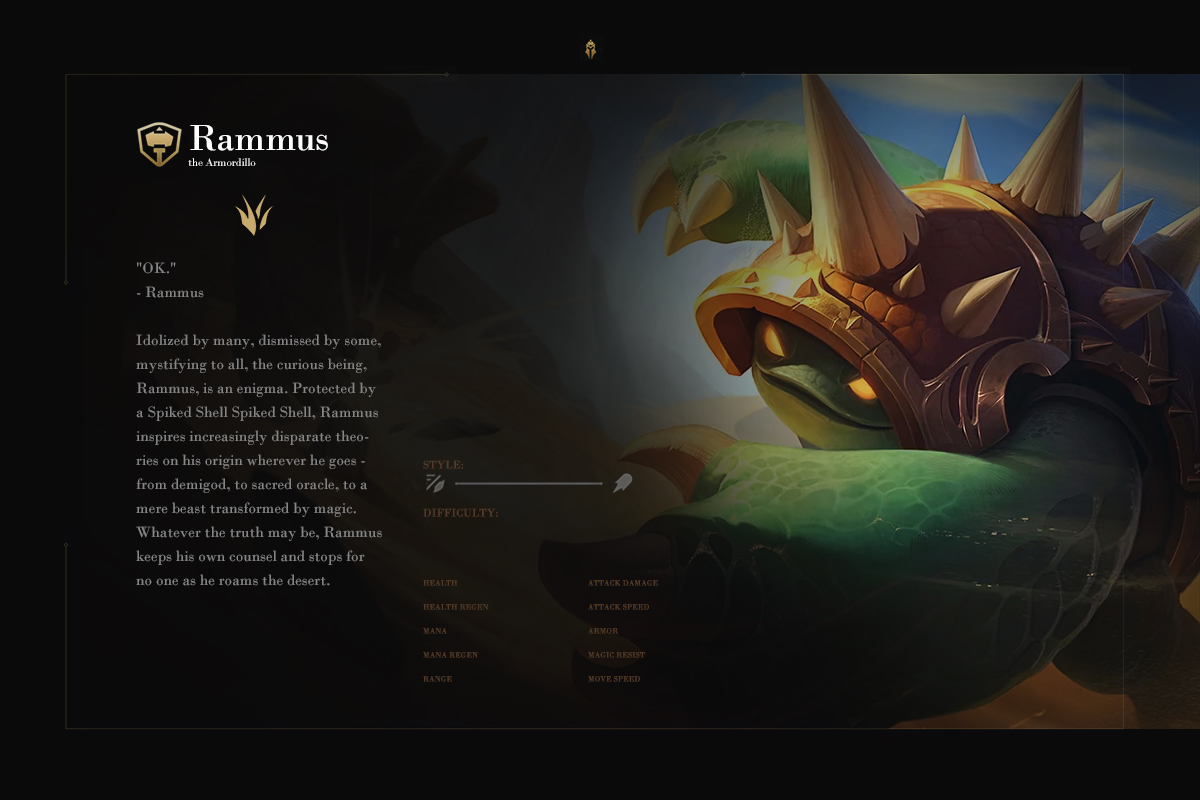 Rammus
the Armordillo
"OK."
- Rammus
Idolized by many, dismissed by some,
mystifying to all, the curious being,
Rammus, is an enigma. Protected by
a Spiked Shell Spiked Shell, Rammus
inspires increasingly disparate theo-
ries on his origin wherever he goes -
from demigod, to sacred oracle, to a
mere beast transformed by magic.
Whatever the truth may be, Rammus
keeps his own counsel and stops for
no one as he roams the desert.
STYLE:
DIFFICULTY:
HEALTH
HEALTH REGEN
MANA
MANA REGEN
RANGE
ATTACK DAMAGE
ATTACK SPEED
ARMOR
MAGIC RESIST
MOVE SPEED